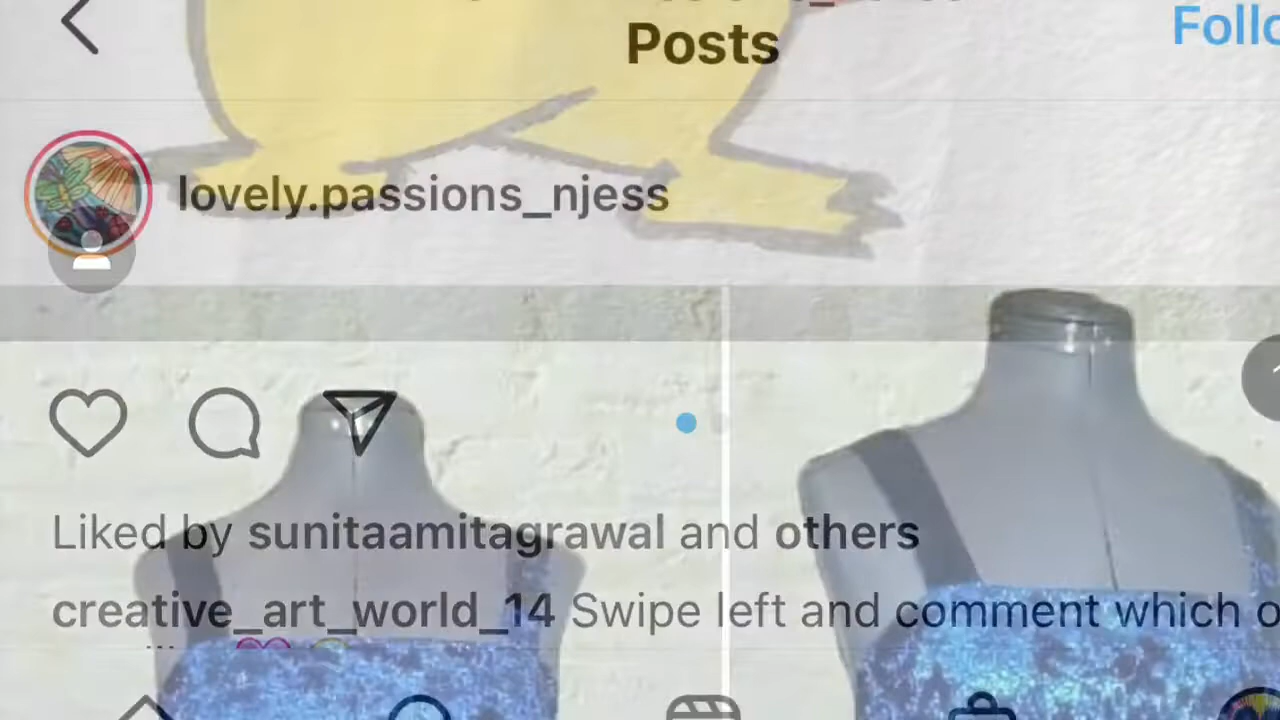 Posts
Follo
lovely.passions_njess
Liked by sunitaamitagrawal and others
creative_art_world_14 Swipe left and comment which o